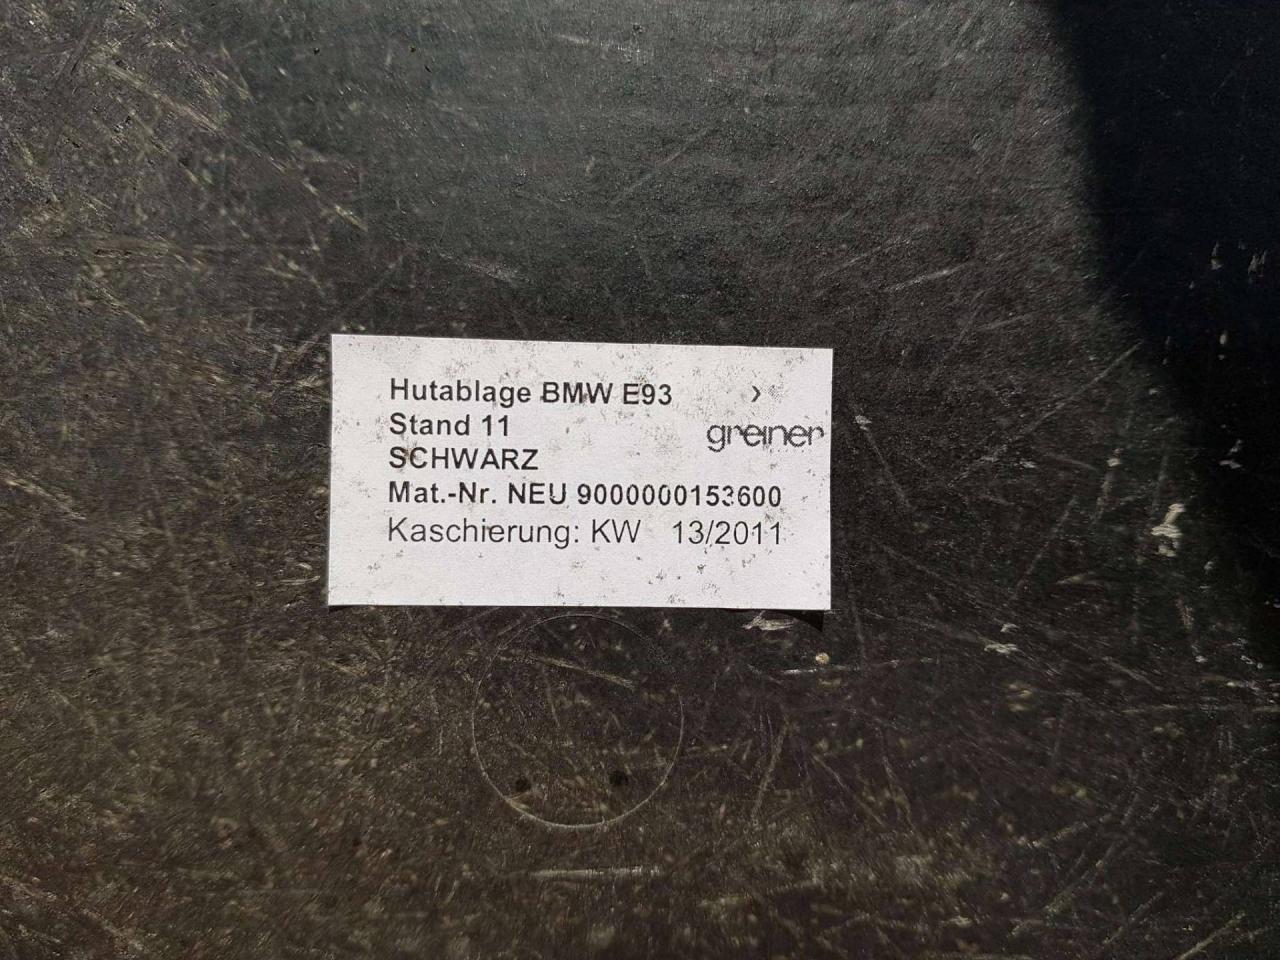 Hutablage BMW E93
Stand 11
greiner
SCHWARZ
Mat.-Nr. NEU 9000000153600
Kaschierung: KW 13/2011